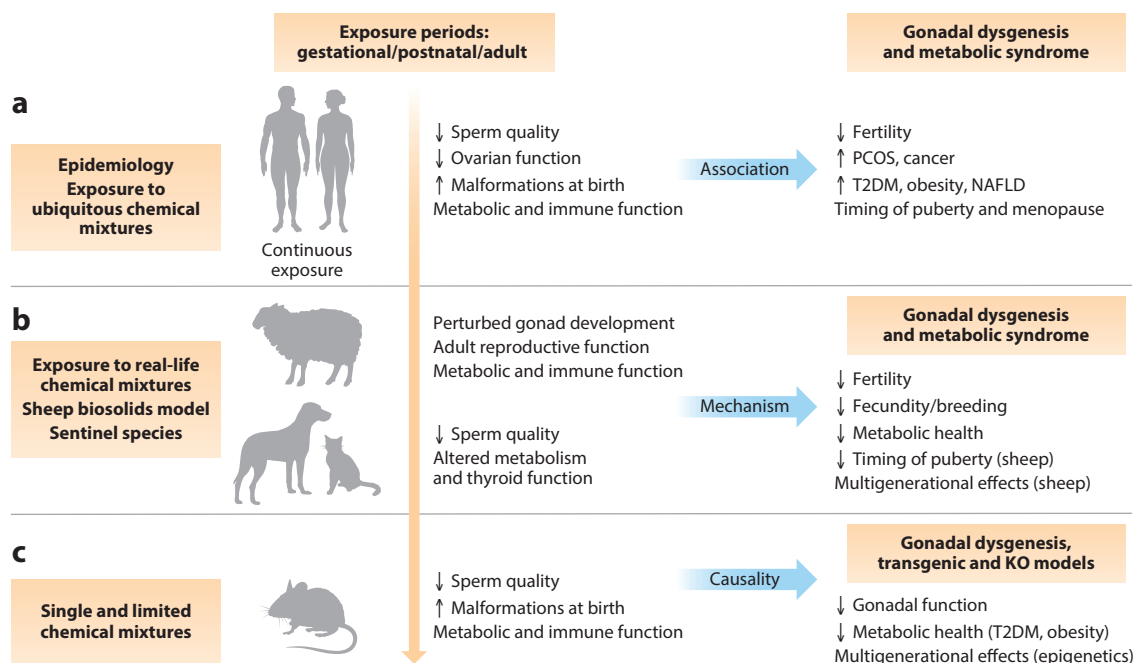 Exposure periods:
gestational/postnatal/adult
Gonadal dysgenesis
and metabolic syndrome
a
Epidemiology
Exposure to
ubiquitous chemical
mixtures
Continuous
exposure
↓ Sperm quality
↓ Ovarian function
↑ Malformations at birth
Metabolic and immune function
Association
↓ Fertility
↑ PCOS, cancer
↑ T2DM, obesity, NAFLD
Timing of puberty and menopause
b
Exposure to real-life
chemical mixtures
Sheep biosolids model
Sentinel species
Perturbed gonad development
Adult reproductive function
Metabolic and immune function
↓ Sperm quality
Altered metabolism
and thyroid function
Mechanism
Gonadal dysgenesis
and metabolic syndrome
↓ Fertility
↓ Fecundity/breeding
↓ Metabolic health
↓ Timing of puberty (sheep)
Multigenerational effects (sheep)
c
Single and limited
chemical mixtures
↓ Sperm quality
↑ Malformations at birth
Metabolic and immune function
Causality
Gonadal dysgenesis,
transgenic and KO models
↓ Gonadal function
↓ Metabolic health (T2DM, obesity)
Multigenerational effects (epigenetics)